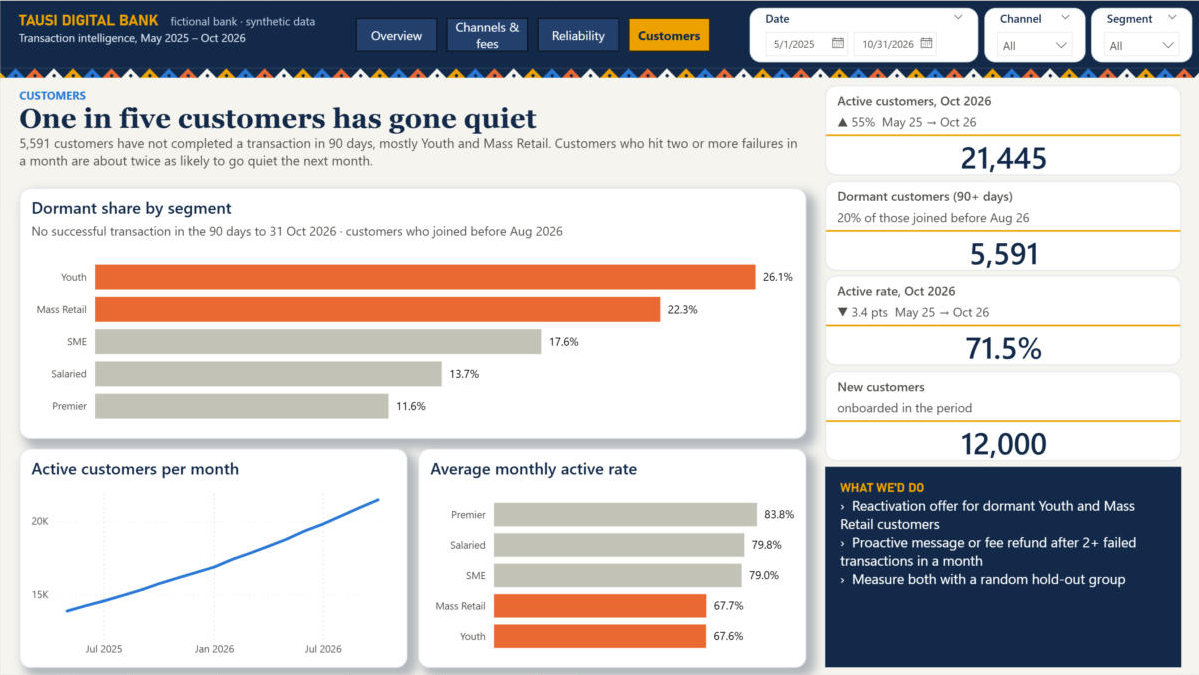 TAUSI DIGITAL BANK fictional bank · synthetic data
Transaction intelligence, May 2025 – Oct 2026
Overview
Channels &
fees
Reliability
Customers
Date
5/1/2025
10/31/2026
Channel
All
Segment
All
CUSTOMERS
One in five customers has gone quiet
5,591 customers have not completed a transaction in 90 days, mostly Youth and Mass Retail. Customers who hit two or more failures in
a month are about twice as likely to go quiet the next month.
Dormant share by segment
No successful transaction in the 90 days to 31 Oct 2026 · customers who joined before Aug 2026
Youth 26.1%
Mass Retail 22.3%
SME 17.6%
Salaried 13.7%
Premier 11.6%
Active customers per month
20K
15K
Jul 2025 Jan 2026 Jul 2026
Average monthly active rate
Premier 83.8%
Salaried 79.8%
SME 79.0%
Mass Retail 67.7%
Youth 67.6%
Active customers, Oct 2026
▲ 55% May 25 → Oct 26
21,445
Dormant customers (90+ days)
20% of those joined before Aug 26
5,591
Active rate, Oct 2026
▼ 3.4 pts May 25 → Oct 26
71.5%
New customers
onboarded in the period
12,000
WHAT WE'D DO
› Reactivation offer for dormant Youth and Mass
Retail customers
› Proactive message or fee refund after 2+ failed
transactions in a month
› Measure both with a random hold-out group